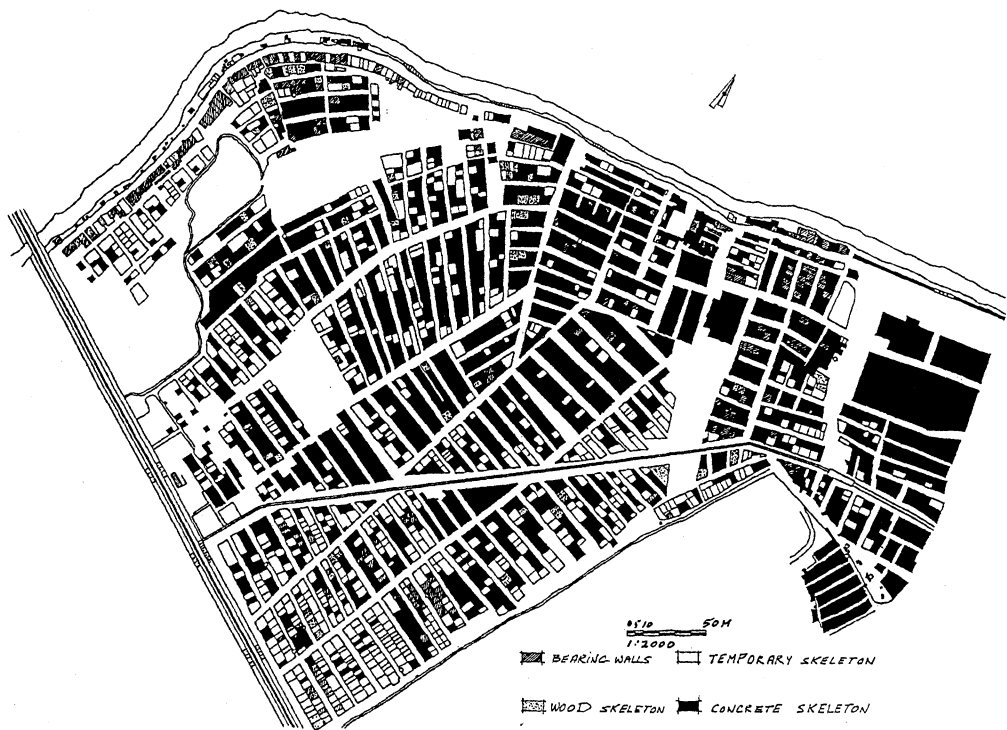 0 5 10 50M
1:2000
BEARING WALLS TEMPORARY SKELETON
WOOD SKELETON CONCRETE SKELETON